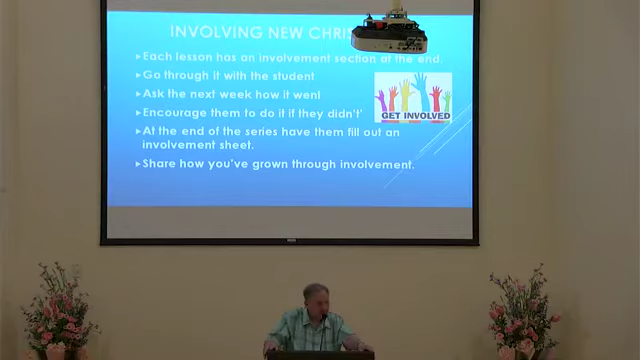 INVOLVING NEW CHRIS
Each lesson has an involvement section at the end.
Go through it with the student
Ask the next week how it went
Encourage them to do it if they didn't'
GET INVOLVED
At the end of the series have them fill out an
involvement sheet.
Share how you've grown through involvement.